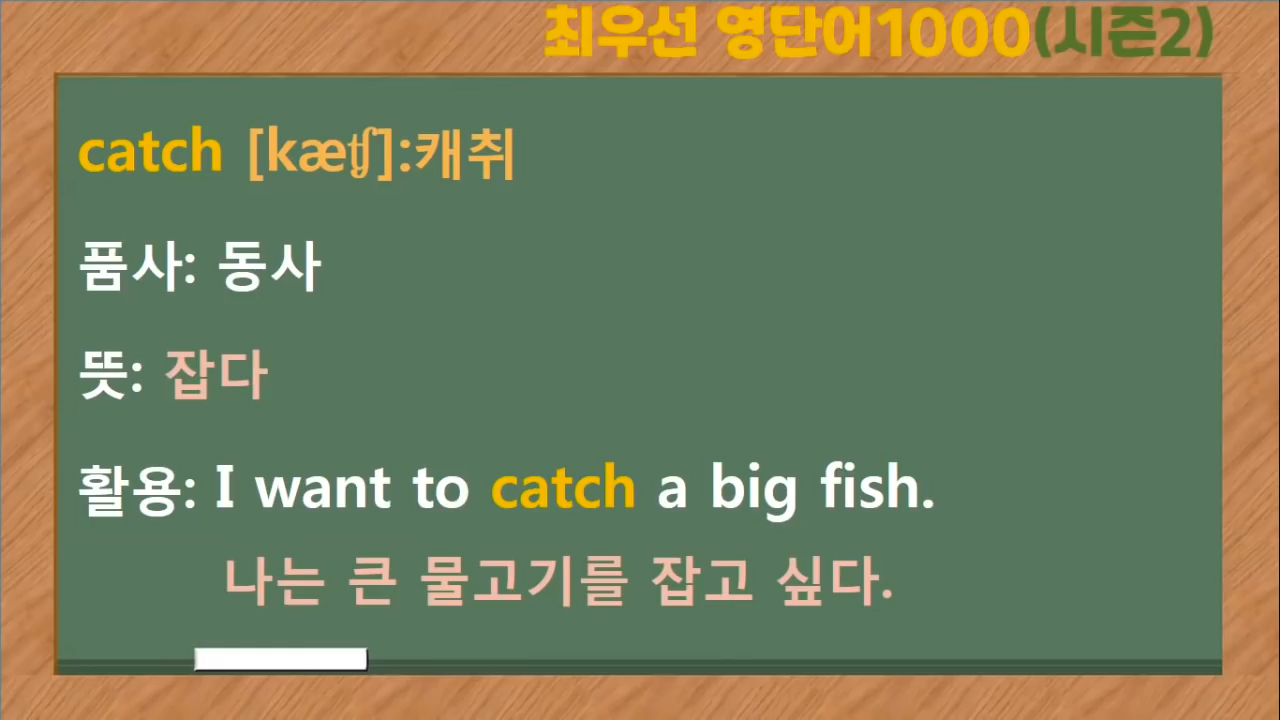 최우선 영단어1000(시즌2)
catch [kæʧ]:캐취
품사: 동사
뜻: 잡다
활용: I want to catch a big fish.
나는 큰 물고기를 잡고 싶다.